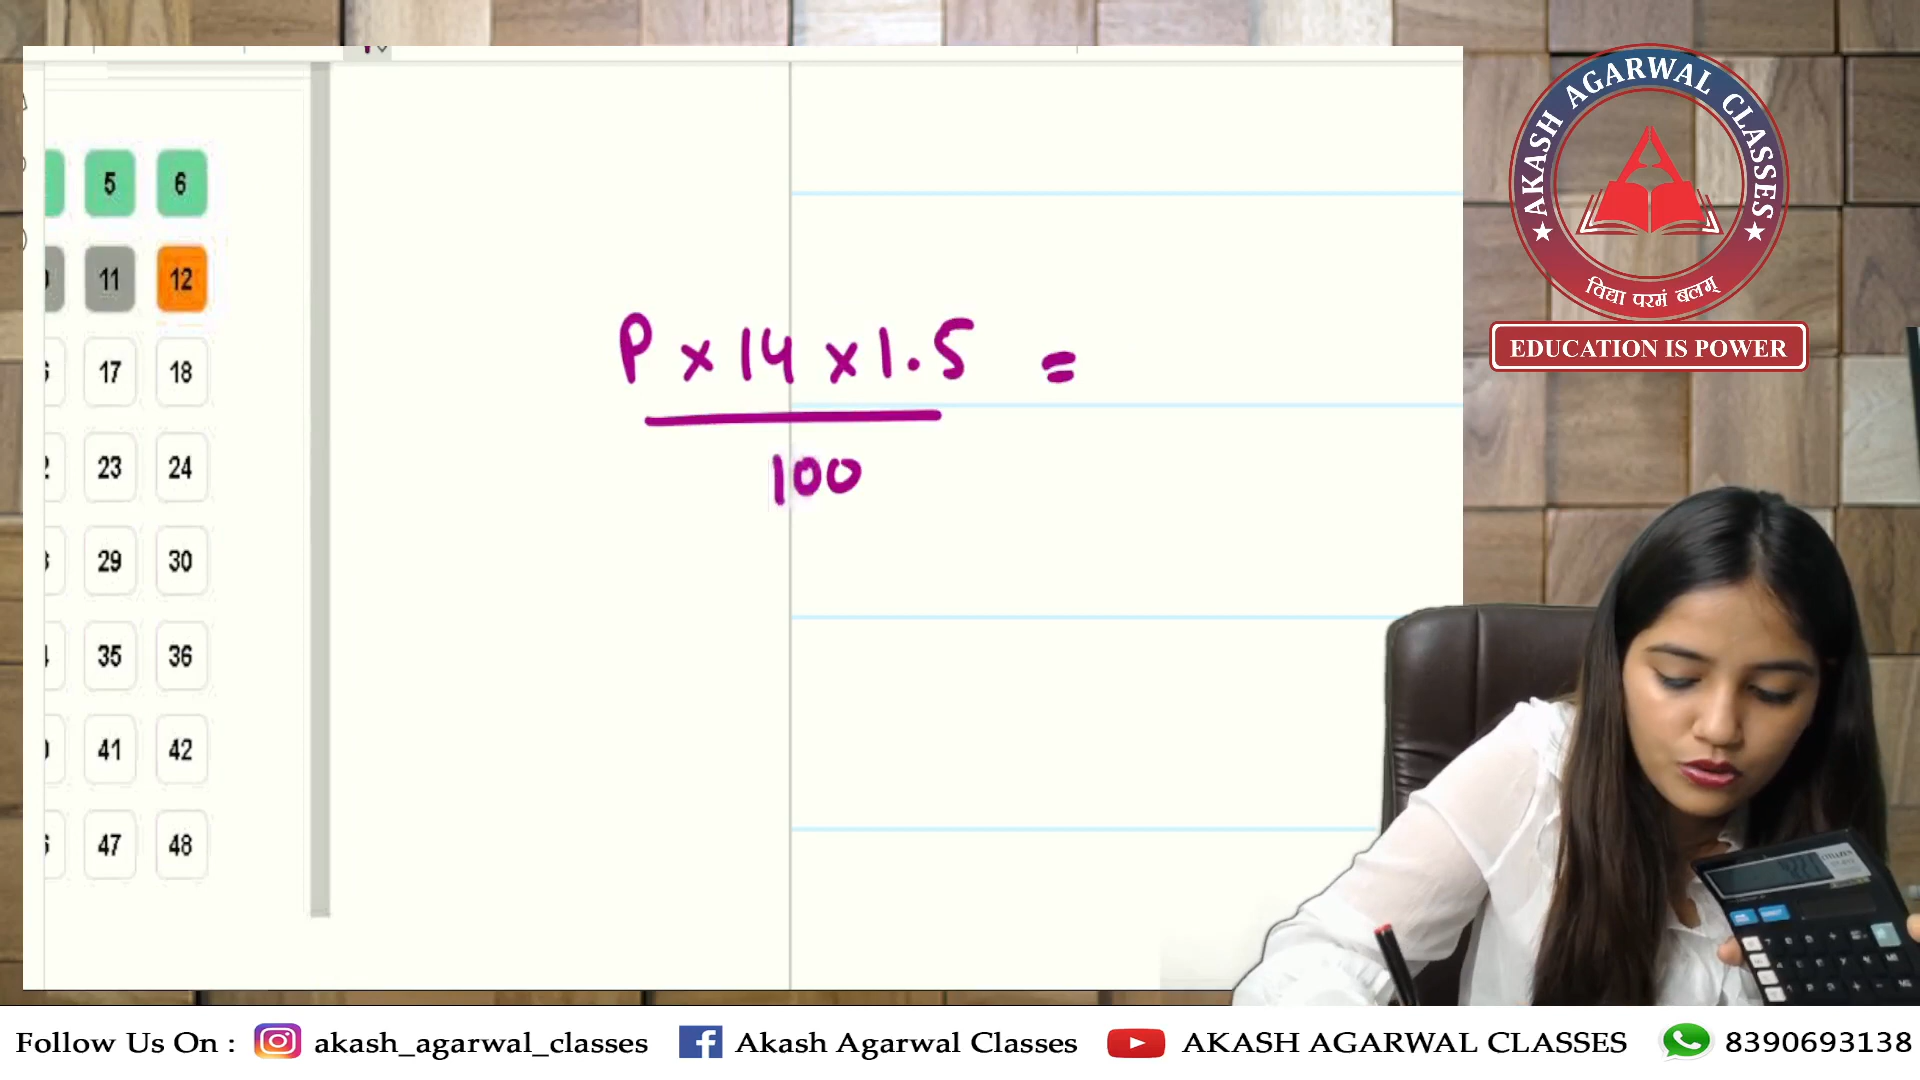 5 6
11 12
17 18
23 24
29 30
35 36
41 42
47 48
P × 14 × 1.5 =
100
AKASH AGARWAL CLASSES
विद्या परमं बलम्
EDUCATION IS POWER
Follow Us On : akash_agarwal_classes Akash Agarwal Classes AKASH AGARWAL CLASSES 8390693138